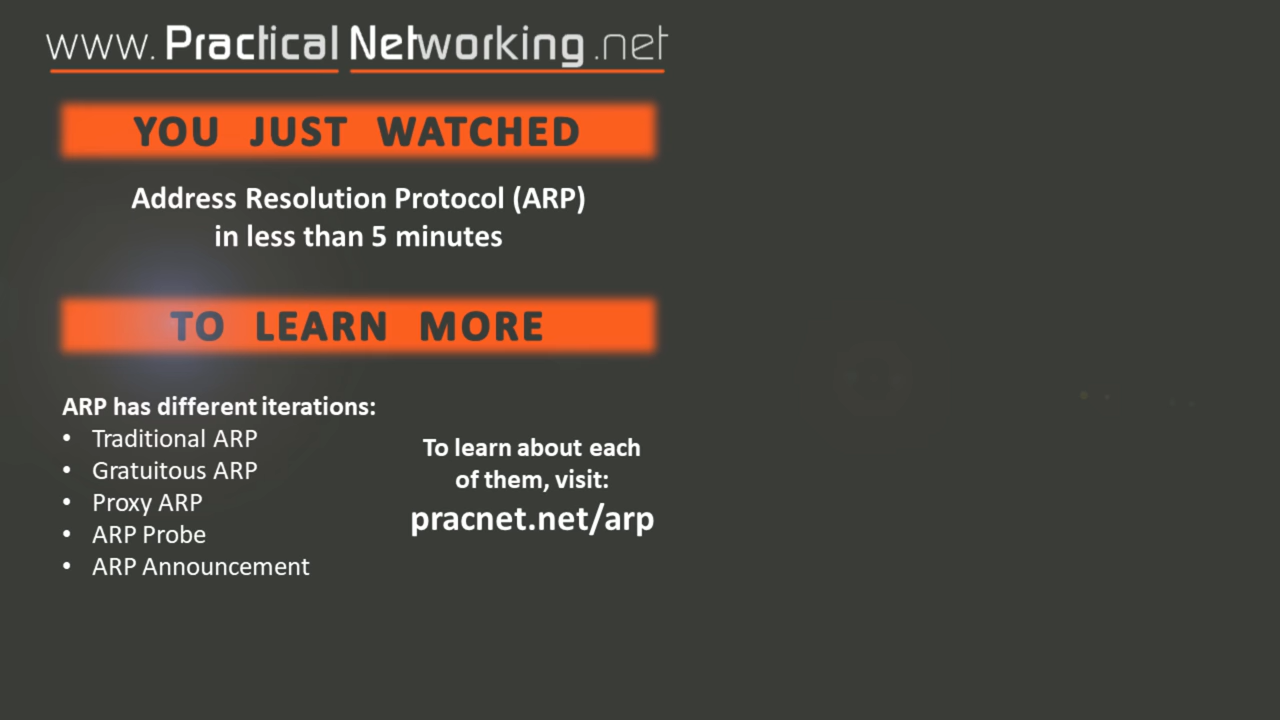 www. Practical Networking .net
YOU JUST WATCHED
Address Resolution Protocol (ARP)
in less than 5 minutes
TO LEARN MORE
ARP has different iterations:
• Traditional ARP
• Gratuitous ARP
• Proxy ARP
• ARP Probe
• ARP Announcement
To learn about each
of them, visit:
pracnet.net/arp